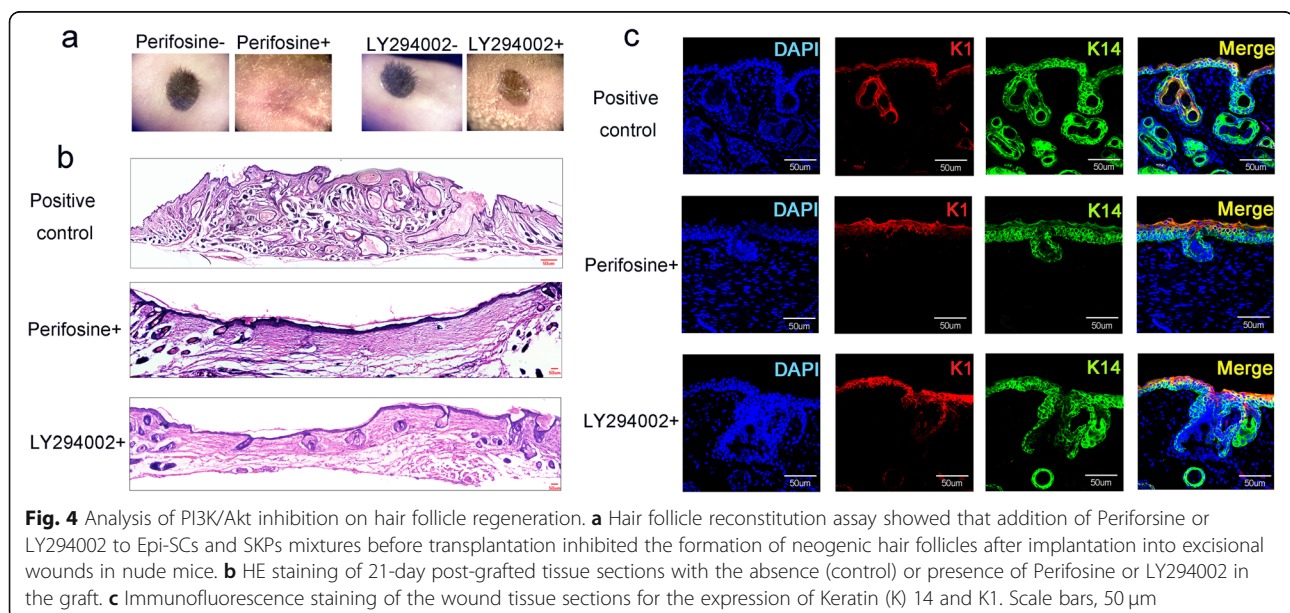 a
Perifosine- Perifosine+ LY294002- LY294002+
b
Positive
control
50um
Perifosine+
LY294002+
c
DAPI K1 K14 Merge
Positive
control
50um 50um 50um 50um
DAPI K1 K14 Merge
Perifosine+
50um 50um 50um 50um
DAPI K1 K14 Merge
LY294002+
50um 50um 50um 50um
Fig. 4 Analysis of PI3K/Akt inhibition on hair follicle regeneration. a Hair follicle reconstitution assay showed that addition of Periforsine or
LY294002 to Epi-SCs and SKPs mixtures before transplantation inhibited the formation of neogenic hair follicles after implantation into excisional
wounds in nude mice. b HE staining of 21-day post-grafted tissue sections with the absence (control) or presence of Perifosine or LY294002 in
the graft. c Immunofluorescence staining of the wound tissue sections for the expression of Keratin (K) 14 and K1. Scale bars, 50 μm